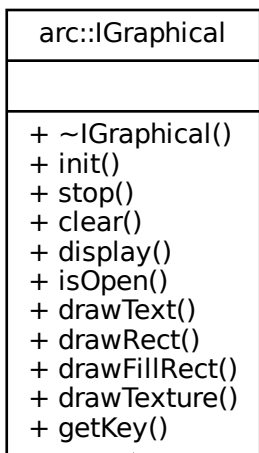 arc::IGraphical
+ ~IGraphical()
+ init()
+ stop()
+ clear()
+ display()
+ isOpen()
+ drawText()
+ drawRect()
+ drawFillRect()
+ drawTexture()
+ getKey()